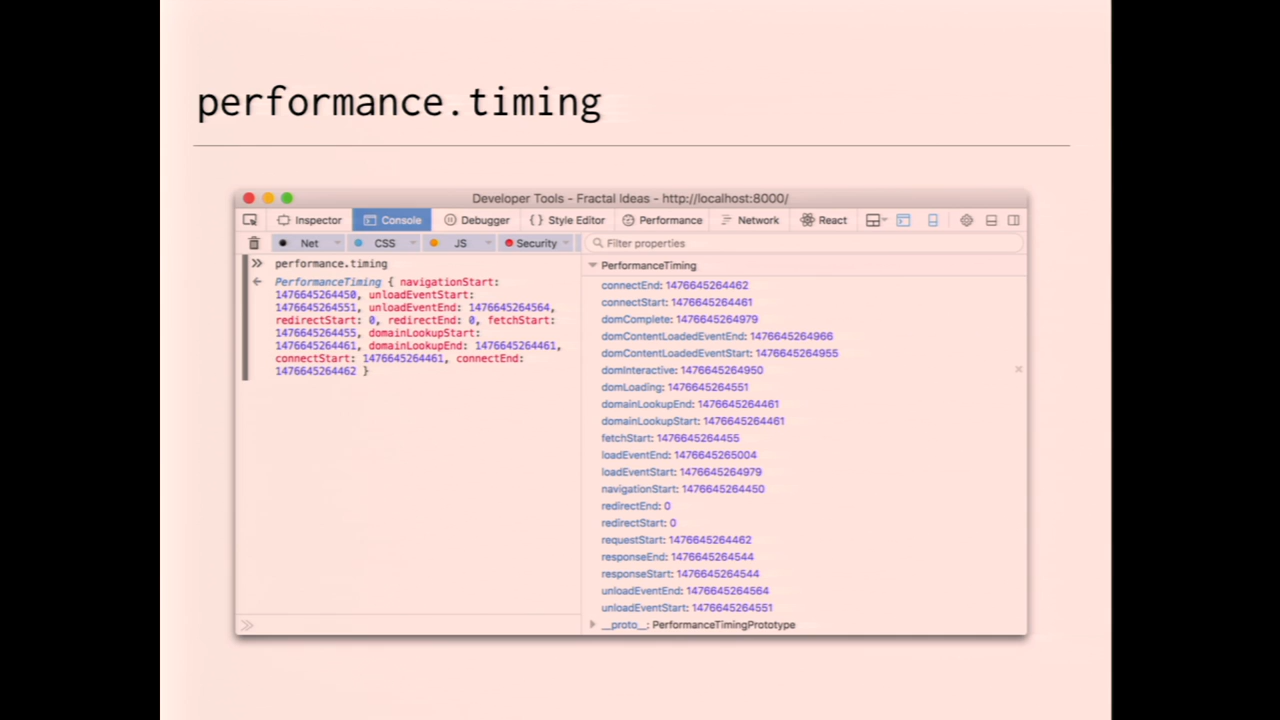 performance.timing
Developer Tools - Fractal Ideas - http://localhost:8000/
Inspector Console Debugger { } Style Editor Performance Network React
Net CSS JS Security Filter properties
>> performance.timing
PerformanceTiming { navigationStart:
1476645264450, unloadEventStart:
1476645264551, unloadEventEnd: 1476645264564,
redirectStart: 0, redirectEnd: 0, fetchStart:
1476645264455, domainLookupStart:
1476645264461, domainLookupEnd: 1476645264461,
connectStart: 1476645264461, connectEnd:
1476645264462 }
PerformanceTiming
connectEnd: 1476645264462
connectStart: 1476645264461
domComplete: 1476645264979
domContentLoadedEventEnd: 1476645264966
domContentLoadedEventStart: 1476645264955
domInteractive: 1476645264950
domLoading: 1476645264551
domainLookupEnd: 1476645264461
domainLookupStart: 1476645264461
fetchStart: 1476645264455
loadEventEnd: 1476645265004
loadEventStart: 1476645264979
navigationStart: 1476645264450
redirectEnd: 0
redirectStart: 0
requestStart: 1476645264462
responseEnd: 1476645264544
responseStart: 1476645264544
unloadEventEnd: 1476645264564
unloadEventStart: 1476645264551
__proto__: PerformanceTimingPrototype
>>